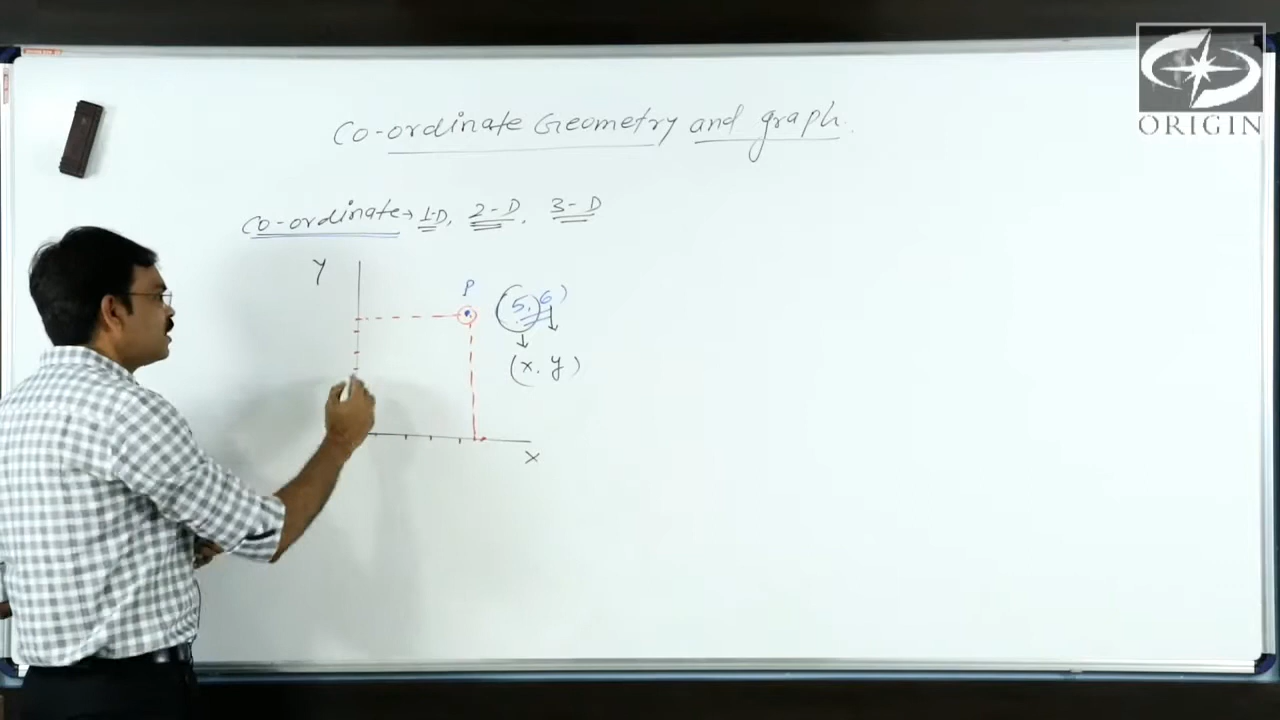 ORIGIN
Co-ordinate Geometry and graph.
Co-ordinate → 1-D, 2-D, 3-D
Y
P (5, 6)
(x, y)
X